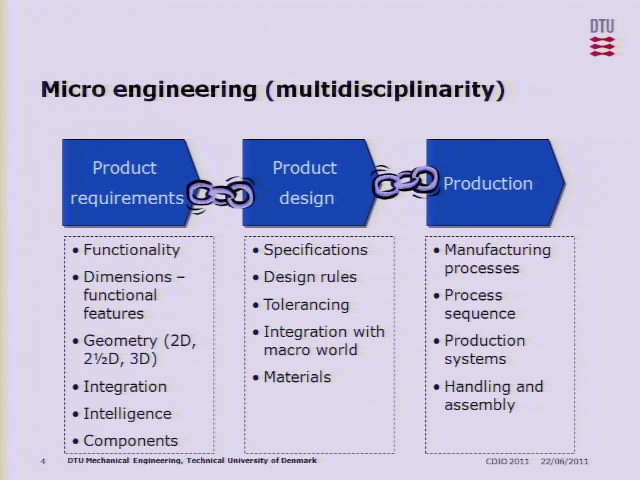 DTU
Micro engineering (multidisciplinarity)
Product
requirements
Product
design
Production
• Functionality
• Dimensions –
functional
features
• Geometry (2D,
2½D, 3D)
• Integration
• Intelligence
• Components
• Specifications
• Design rules
• Tolerancing
• Integration with
macro world
• Materials
• Manufacturing
processes
• Process
sequence
• Production
systems
• Handling and
assembly
4 DTU Mechanical Engineering, Technical University of Denmark
CDIO 2011 22/06/2011